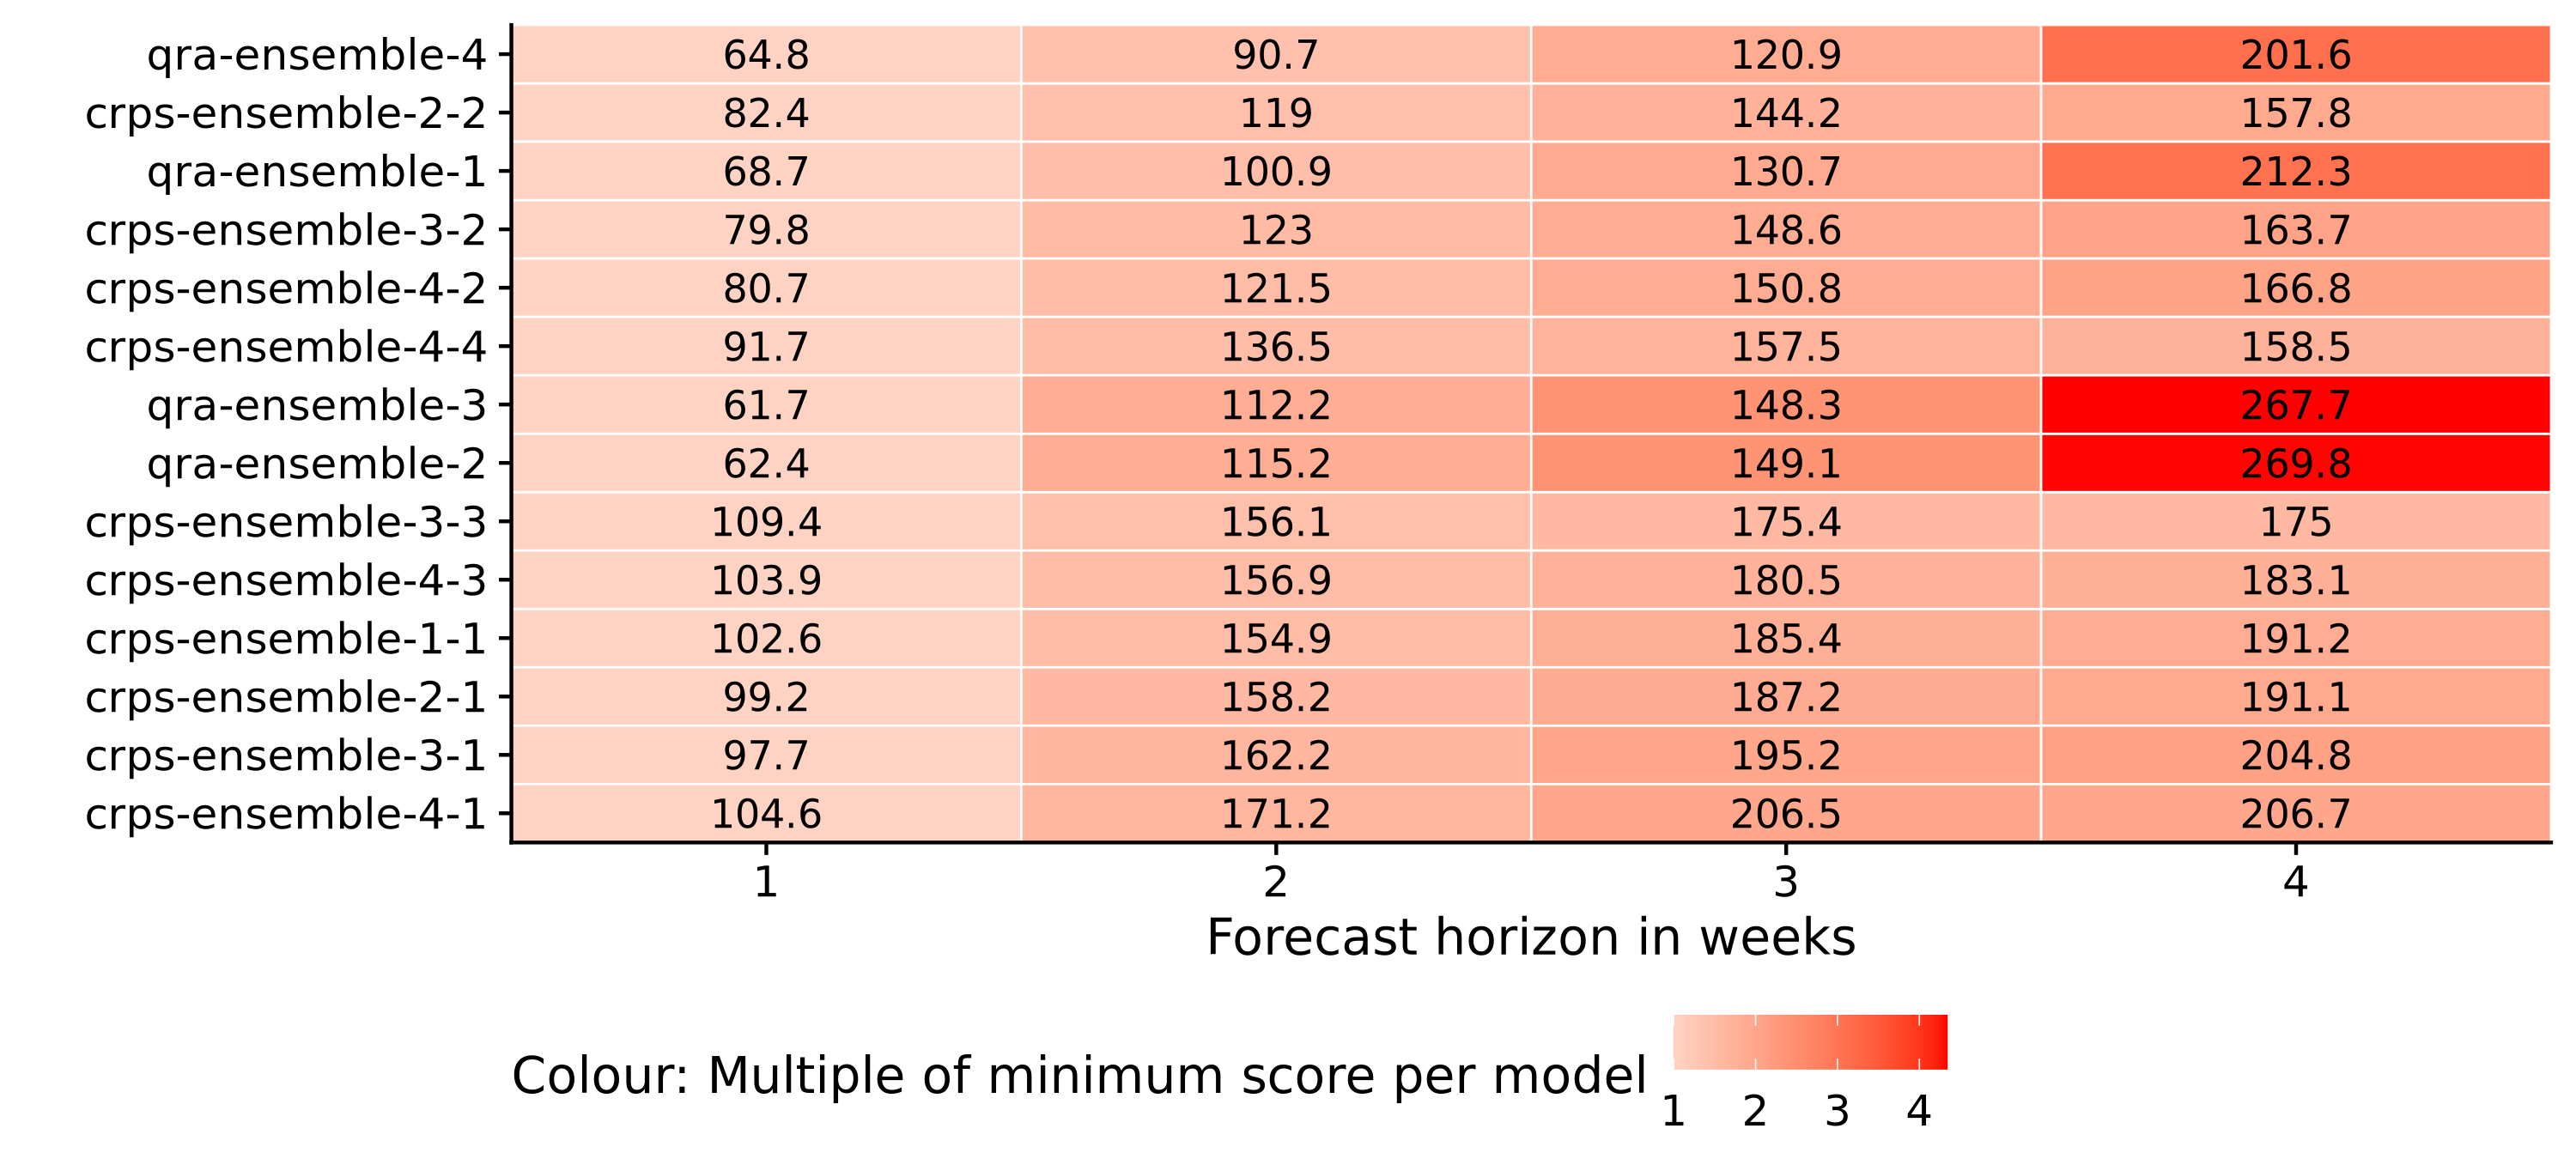 qra-ensemble-4 64.8 90.7 120.9 201.6
crps-ensemble-2-2 82.4 119 144.2 157.8
qra-ensemble-1 68.7 100.9 130.7 212.3
crps-ensemble-3-2 79.8 123 148.6 163.7
crps-ensemble-4-2 80.7 121.5 150.8 166.8
crps-ensemble-4-4 91.7 136.5 157.5 158.5
qra-ensemble-3 61.7 112.2 148.3 267.7
qra-ensemble-2 62.4 115.2 149.1 269.8
crps-ensemble-3-3 109.4 156.1 175.4 175
crps-ensemble-4-3 103.9 156.9 180.5 183.1
crps-ensemble-1-1 102.6 154.9 185.4 191.2
crps-ensemble-2-1 99.2 158.2 187.2 191.1
crps-ensemble-3-1 97.7 162.2 195.2 204.8
crps-ensemble-4-1 104.6 171.2 206.5 206.7
1 2 3 4
Forecast horizon in weeks
Colour: Multiple of minimum score per model
1 2 3 4